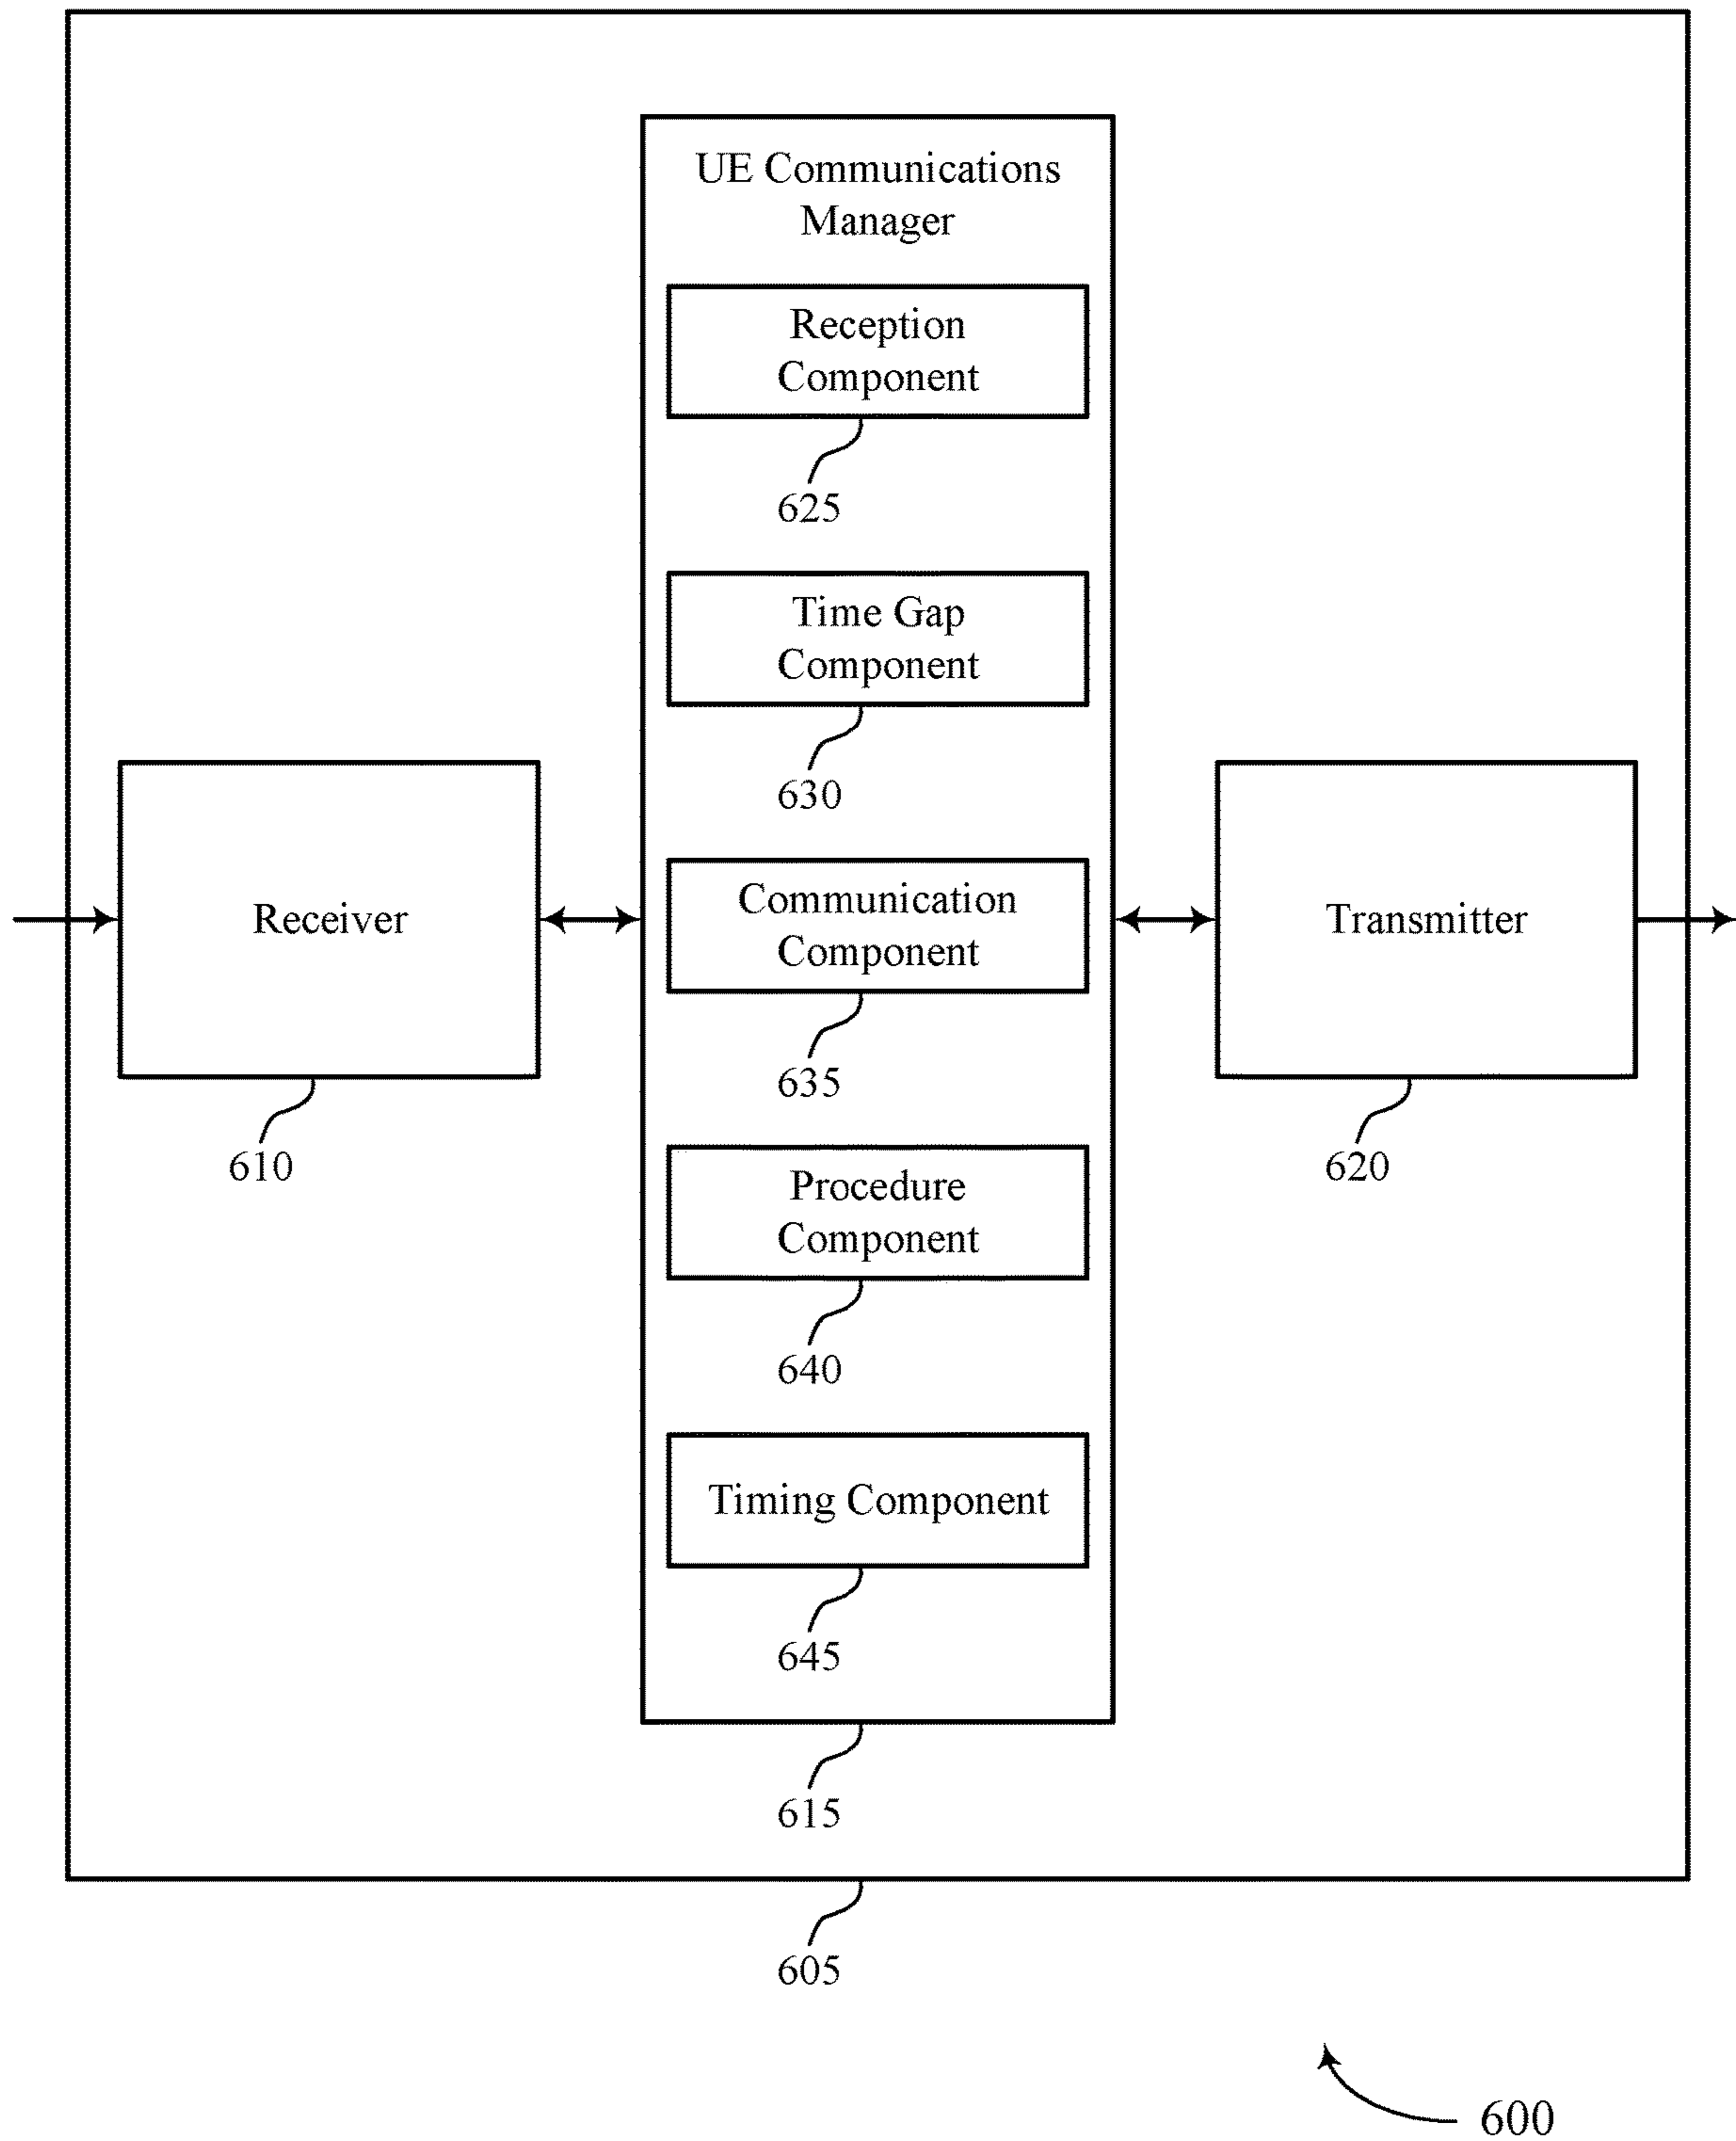 UE Communications
Manager
Reception
Component
625
Time Gap
Component
630
Receiver
610
Communication
Component
635
Transmitter
620
Procedure
Component
640
Timing Component
645
615
605
600